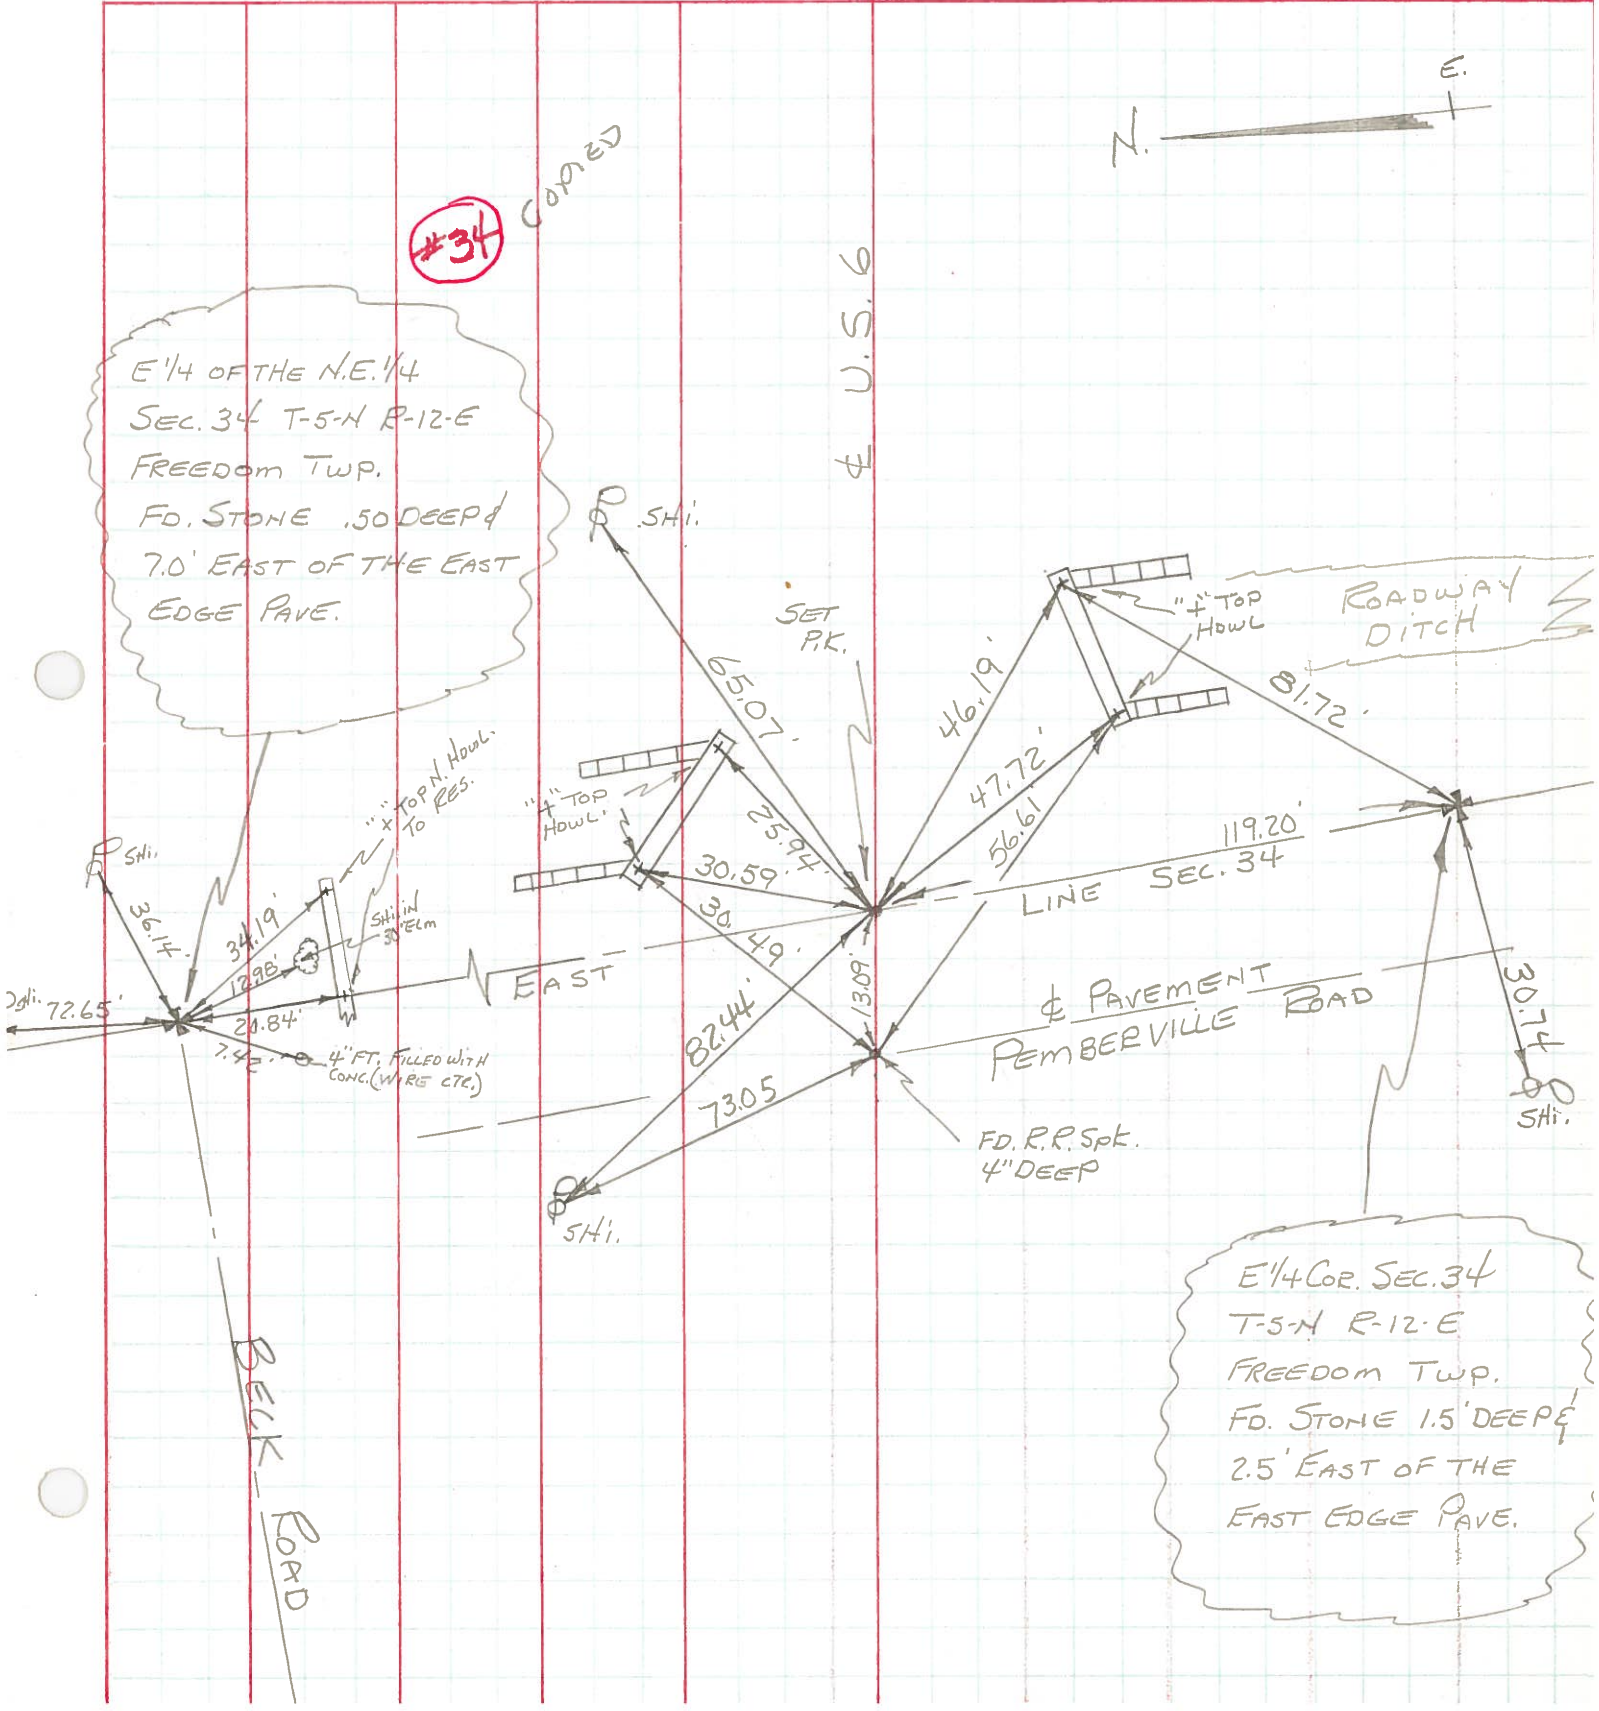 E.
N.
COPIED
#34
℄ U.S. 6
E 1/4 OF THE N.E. 1/4
SEC. 34 T-5-N R-12-E
FREEDOM TWP.
FD. STONE .50 DEEP &
7.0' EAST OF THE EAST
EDGE PAVE.
SHI.
65.07'
SET
P.K.
46.19'
"+" TOP
HDWL
ROADWAY
DITCH
81.72'
47.72'
56.61'
119.20'
LINE SEC. 34
"+" TOP
HDWL.
25.94'
30.59'
30.49'
"x" TOP N. HDWL.
TO RES.
SHI.
36.14'
34.19'
SHI. IN
30" ELM
12.98'
72.65'
20.84'
7.42'
4" FT. FILLED WITH
CONC. (WIRE CTR.)
EAST
13.09'
82.44'
73.05
℄ PAVEMENT
PEMBERVILLE ROAD
30.74'
SHI.
FD. R.R. SPK.
4" DEEP
SHI.
E 1/4 COR. SEC. 34
T-5-N R-12-E
FREEDOM TWP.
FD. STONE 1.5' DEEP &
2.5' EAST OF THE
EAST EDGE PAVE.
BECK ROAD